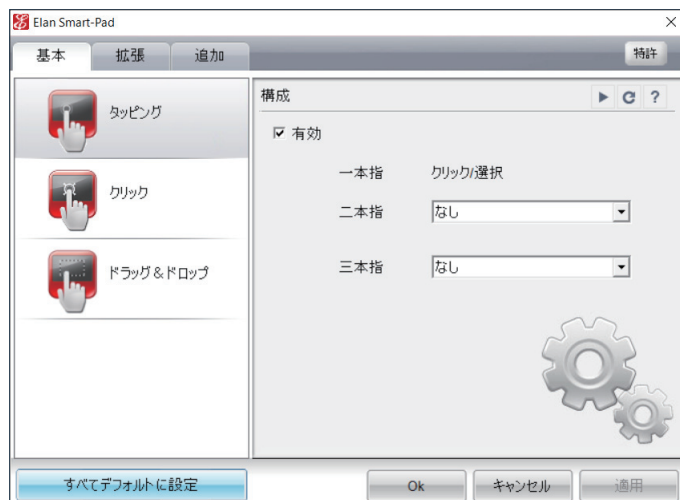 Elan Smart-Pad
基本 拡張 追加 特許
タッピング
クリック
ドラッグ&ドロップ
構成 ?
有効
一本指 クリック/選択
二本指 なし
三本指 なし
すべてデフォルトに設定 Ok キャンセル 適用